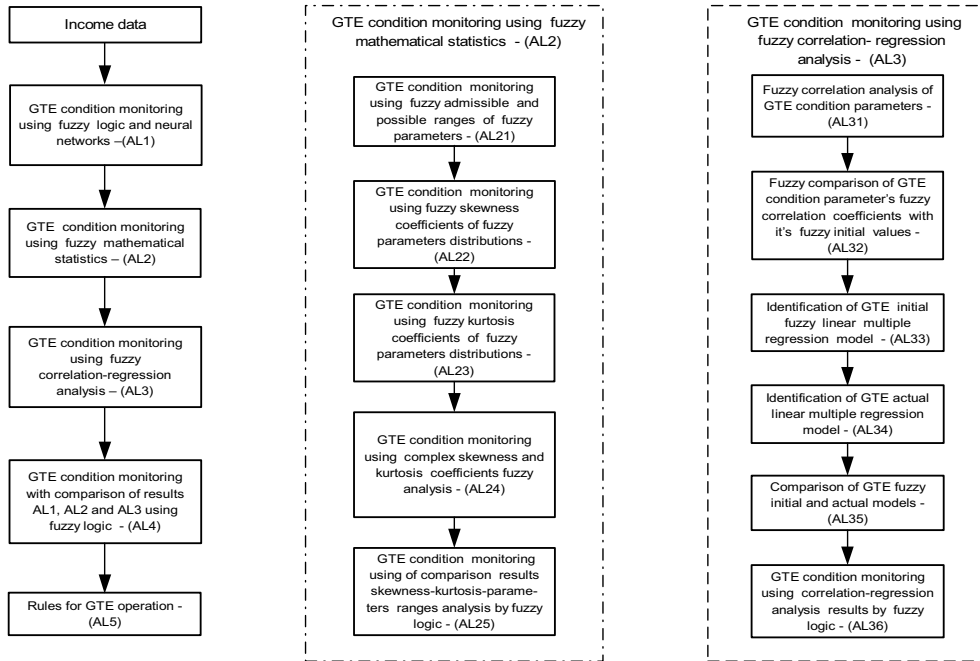 Income data
GTE condition monitoring
using fuzzy logic and neural
networks –(AL1)
GTE condition monitoring
using fuzzy mathematical
statistics – (AL2)
GTE condition monitoring
using fuzzy
correlation-regression
analysis – (AL3)
GTE condition monitoring
with comparison of results
AL1, AL2 and AL3 using
fuzzy logic - (AL4)
Rules for GTE operation -
(AL5)
GTE condition monitoring using fuzzy
mathematical statistics - (AL2)
GTE condition monitoring
using fuzzy admissible and
possible ranges of fuzzy
parameters - (AL21)
GTE condition monitoring
using fuzzy skewness
coefficients of fuzzy
parameters distributions -
(AL22)
GTE condition monitoring
using fuzzy kurtosis
coefficients of fuzzy
parameters distributions -
(AL23)
GTE condition monitoring
using complex skewness and
kurtosis coefficients fuzzy
analysis - (AL24)
GTE condition monitoring
using of comparison results
skewness-kurtosis-parame-
ters ranges analysis by fuzzy
logic - (AL25)
GTE condition monitoring using
fuzzy correlation- regression
analysis - (AL3)
Fuzzy correlation analysis of
GTE condition parameters -
(AL31)
Fuzzy comparison of GTE
condition parameter's fuzzy
correlation coefficients with
it's fuzzy initial values -
(AL32)
Identification of GTE initial
fuzzy linear multiple
regression model - (AL33)
Identification of GTE actual
linear multiple regression
model - (AL34)
Comparison of GTE fuzzy
initial and actual models -
(AL35)
GTE condition monitoring
using correlation-regression
analysis results by fuzzy
logic - (AL36)